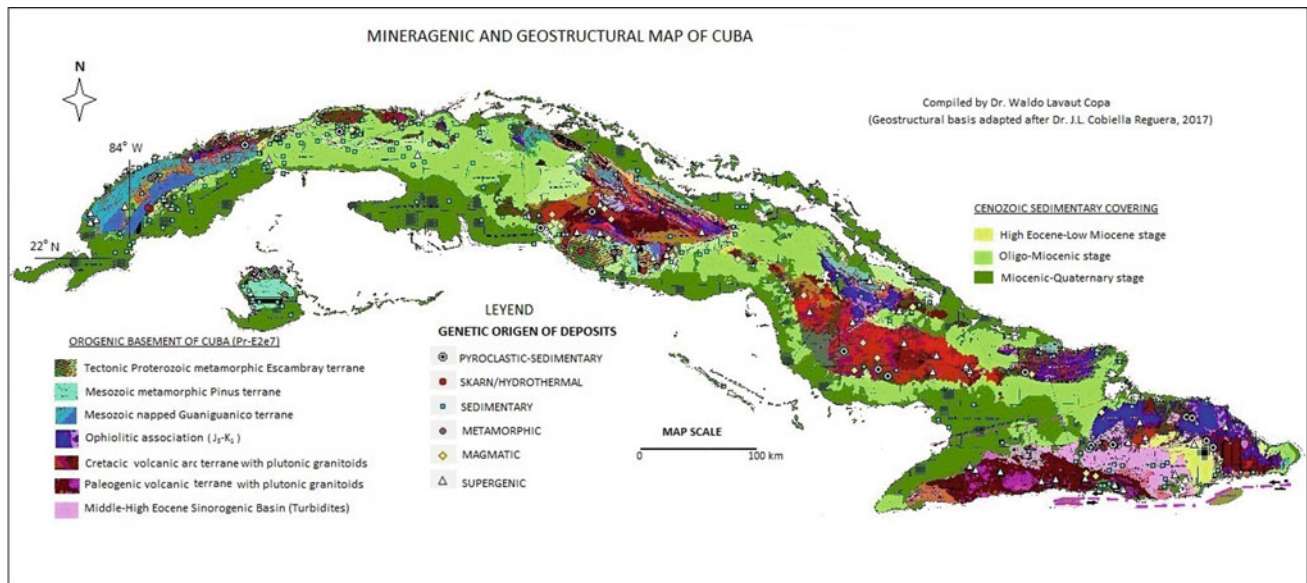 MINERAGENIC AND GEOSTRUCTURAL MAP OF CUBA
N
Compiled by Dr. Waldo Lavaut Copa
(Geostructural basis adapted after Dr. J.L. Cobiella Reguera, 2017)
84° W
22° N
CENOZOIC SEDIMENTARY COVERING
High Eocene-Low Miocene stage
Oligo-Miocenic stage
Miocenic-Quaternary stage
LEYEND
GENETIC ORIGEN OF DEPOSITS
PYROCLASTIC-SEDIMENTARY
SKARN/HYDROTHERMAL
SEDIMENTARY
METAMORPHIC
MAGMATIC
SUPERGENIC
OROGENIC BASEMENT OF CUBA (Pr-E2e7)
Tectonic Proterozoic metamorphic Escambray terrane
Mesozoic metamorphic Pinus terrane
Mesozoic napped Guaniguanico terrane
Ophiolitic association (J₃-K₁)
Cretacic volcanic arc terrane with plutonic granitoids
Paleogenic volcanic terrane with plutonic granitoids
Middle-High Eocene Sinorogenic Basin (Turbidites)
MAP SCALE
0 100 km